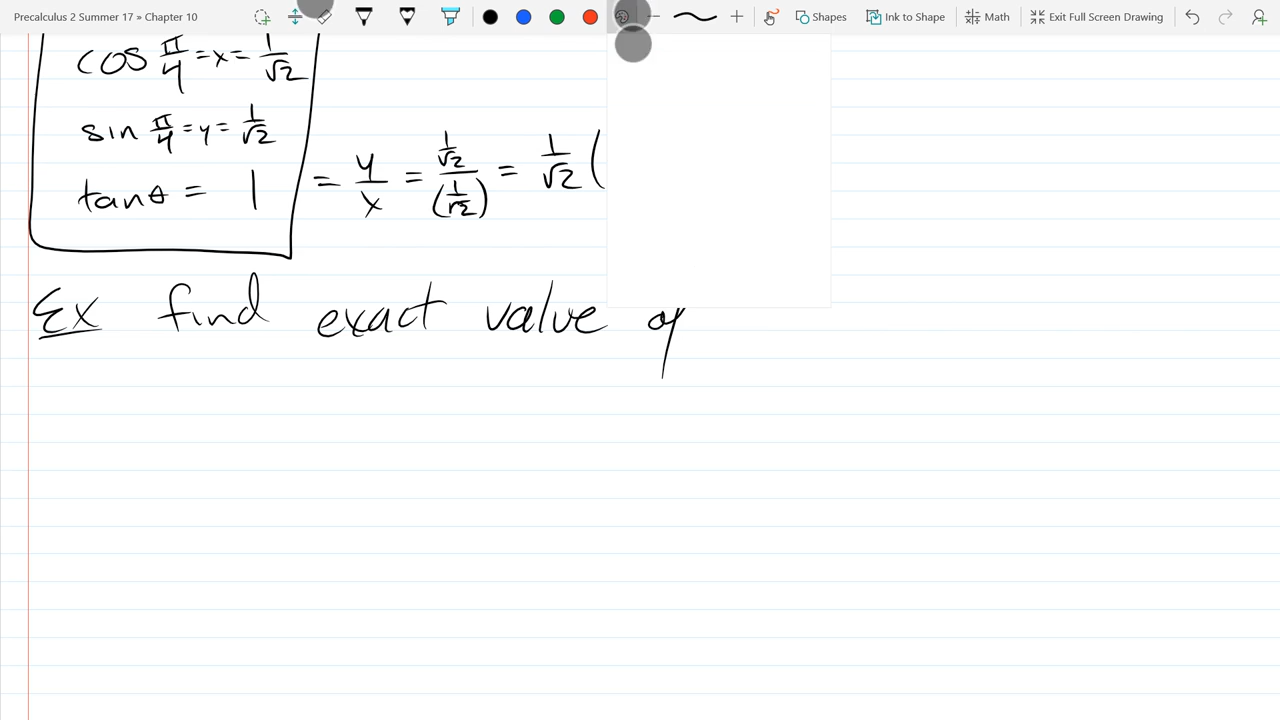 Precalculus 2 Summer 17 » Chapter 10 Shapes Ink to Shape Math Exit Full Screen Drawing
cos π/4 = x = 1/√2
sin π/4 = y = 1/√2
tanθ = 1 = y/x = (1/√2)/(1/√2) = 1/√2 (
Ex find exact value of